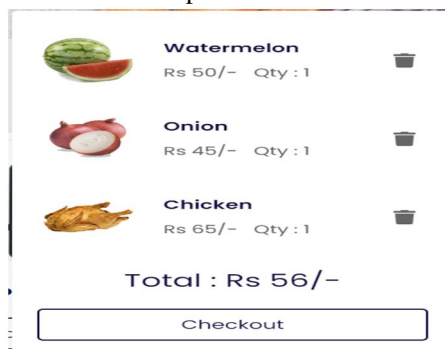 Watermelon
Rs 50/- Qty : 1
Onion
Rs 45/- Qty : 1
Chicken
Rs 65/- Qty : 1
Total : Rs 56/-
Checkout